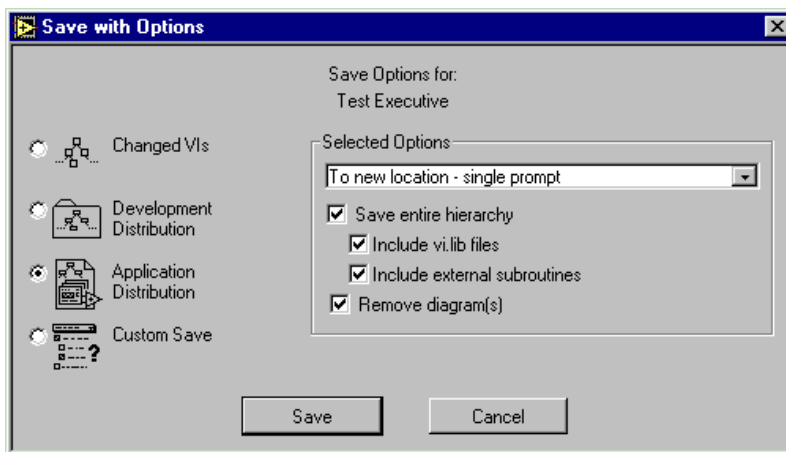 Save with Options
Save Options for:
Test Executive
Changed VIs
Development
Distribution
Application
Distribution
Custom Save
Selected Options
To new location - single prompt
Save entire hierarchy
Include vi.lib files
Include external subroutines
Remove diagram(s)
Save
Cancel